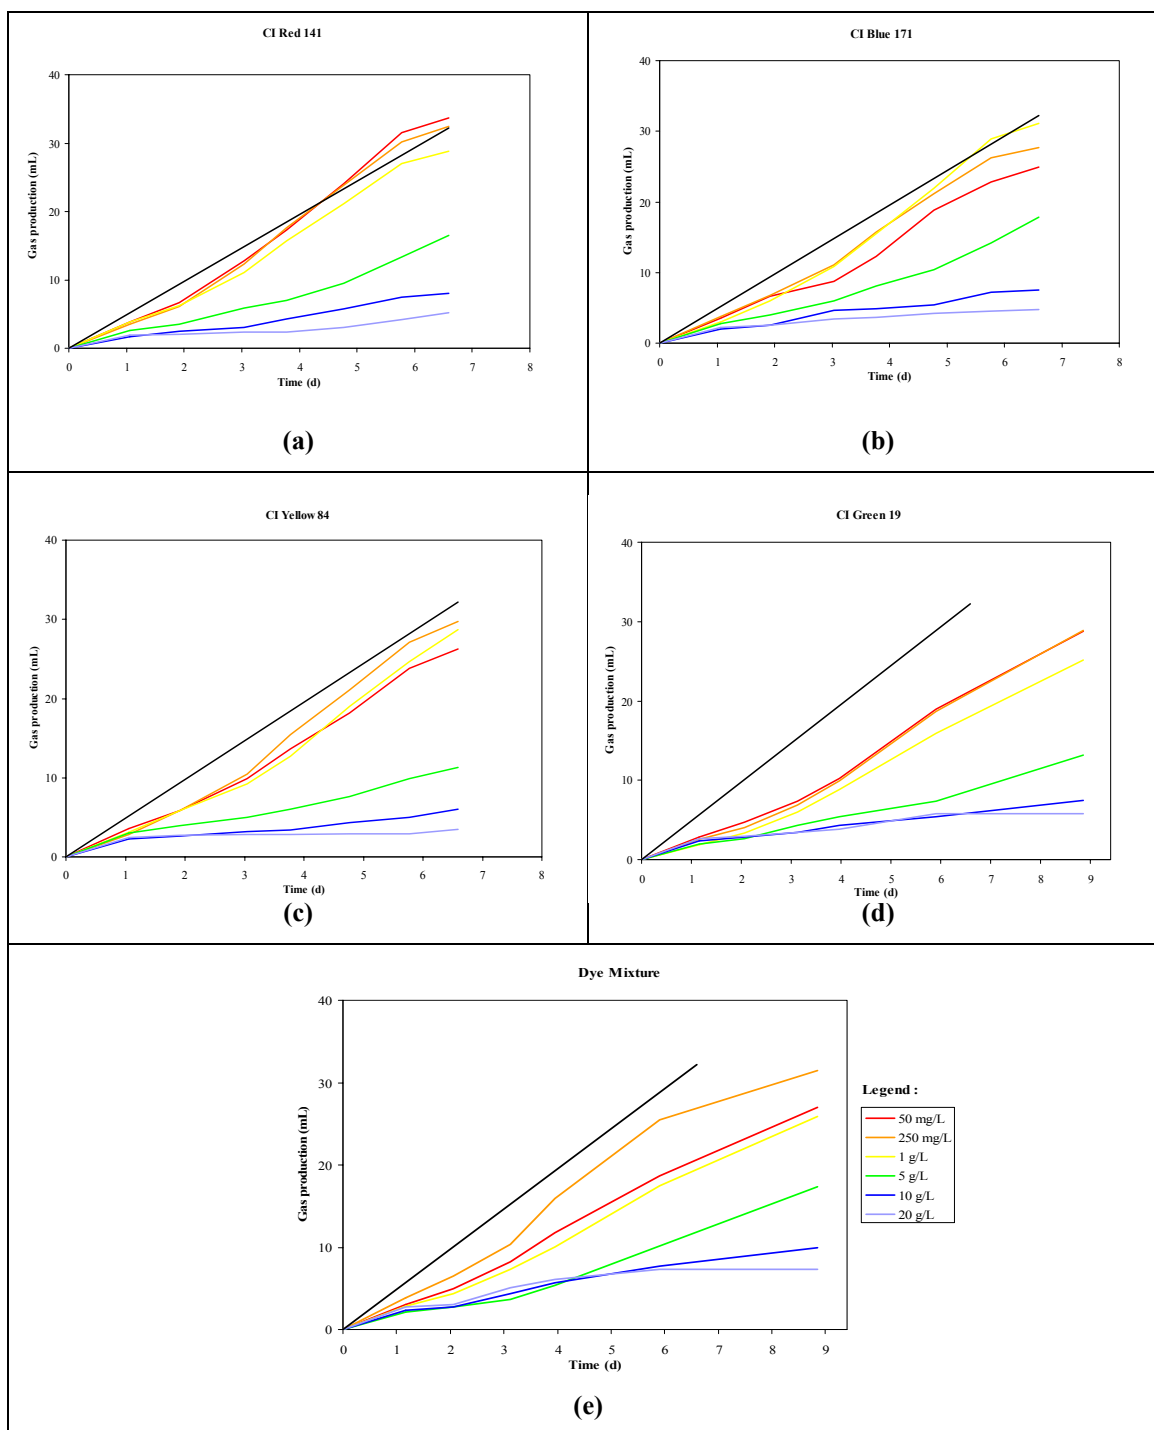 CI Red 141
Gas production (mL)
40
30
20
10
0
0 1 2 3 4 5 6 7 8
Time (d)
(a)
CI Blue 171
Gas production (mL)
40
30
20
10
0
0 1 2 3 4 5 6 7 8
Time (d)
(b)
CI Yellow 84
Gas production (mL)
40
30
20
10
0
0 1 2 3 4 5 6 7 8
Time (d)
(c)
CI Green 19
Gas production (mL)
40
30
20
10
0
0 1 2 3 4 5 6 7 8 9
Time (d)
(d)
Dye Mixture
Gas production (mL)
40
30
20
10
0
0 1 2 3 4 5 6 7 8 9
Time (d)
Legend :
50 mg/L
250 mg/L
1 g/L
5 g/L
10 g/L
20 g/L
(e)